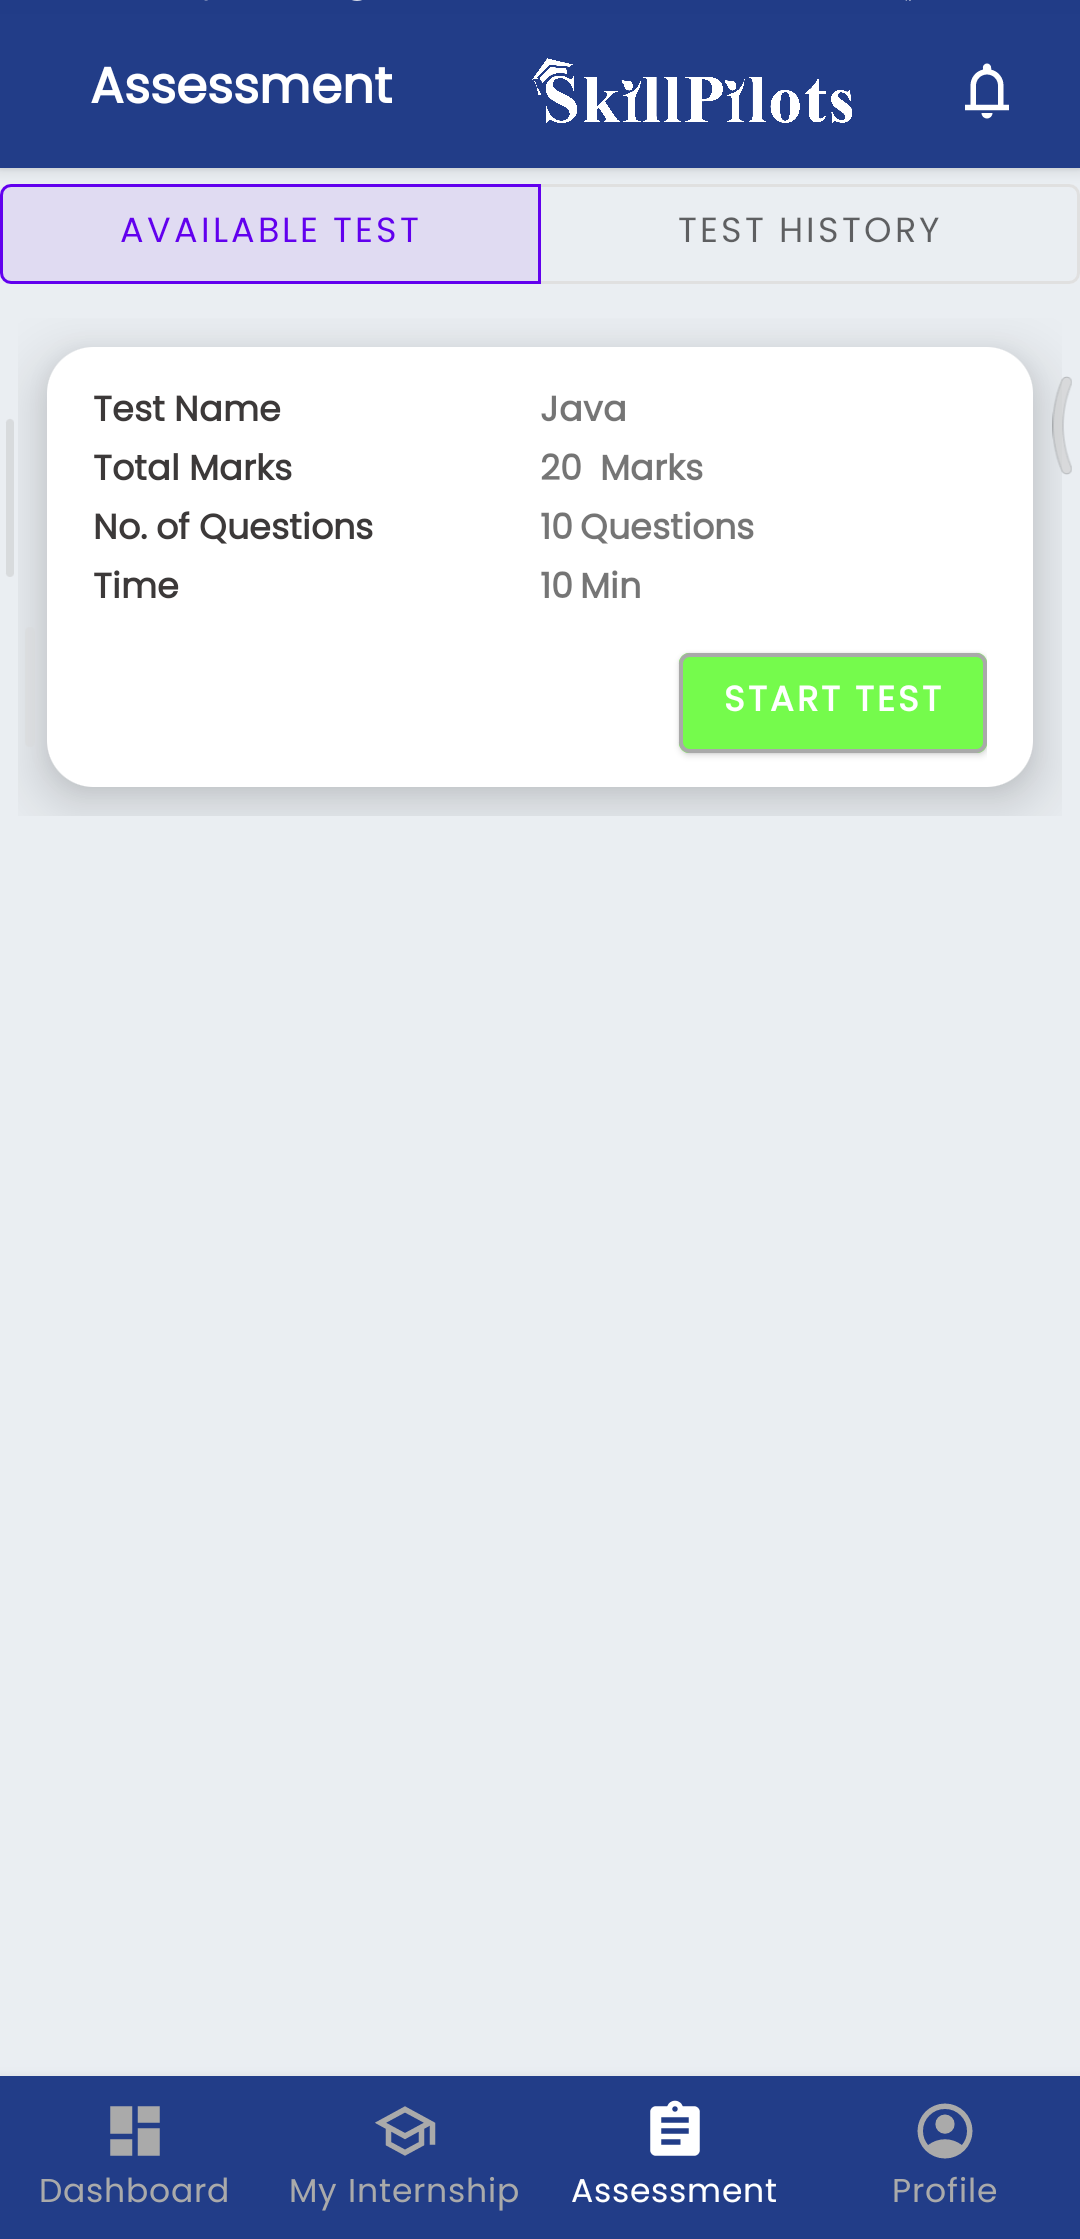 Assessment
SkillPilots
AVAILABLE TEST
TEST HISTORY
Test Name Java
Total Marks 20 Marks
No. of Questions 10 Questions
Time 10 Min
START TEST
Dashboard
My Internship
Assessment
Profile